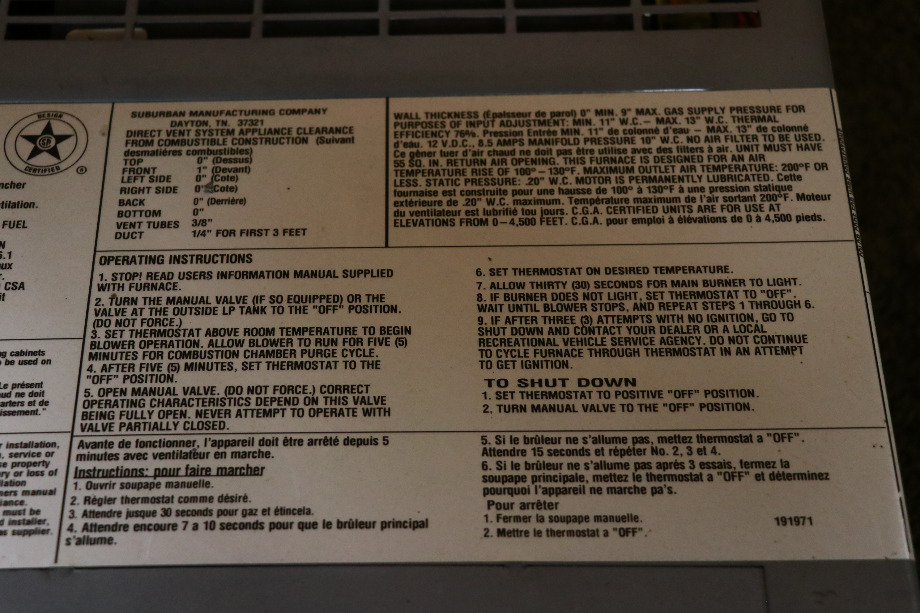 DESIGN
CERTIFIED
ncher
tilation.
FUEL
5.1
oux
CSA
it
ng cabinets
o be used on
Le présent
aud ne doit
arters et de
issement."
r installation,
, service or
se property
ry or loss of
llation
ners manual
iance.
must be
d installer,
as supplier.
SUBURBAN MANUFACTURING COMPANY
DAYTON, TN. 37321
DIRECT VENT SYSTEM APPLIANCE CLEARANCE
FROM COMBUSTIBLE CONSTRUCTION (Suivant
desmatières combustibles)
TOP 0" (Dessus)
FRONT 1" (Devant)
LEFT SIDE 0" (Cote)
RIGHT SIDE 0" (Cote)
BACK 0" (Derrière)
BOTTOM 0"
VENT TUBES 3/8"
DUCT 1/4" FOR FIRST 3 FEET
WALL THICKNESS (Épaisseur de paroi) 0" MIN. 9" MAX. GAS SUPPLY PRESSURE FOR
PURPOSES OF INPUT ADJUSTMENT: MIN. 11" W.C. – MAX. 13" W.C. THERMAL
EFFICIENCY 76%. Pression Entrée MIN. 11" de colonné d'eau – MAX. 13" de colonné
d'eau. 12 V.D.C., 8.5 AMPS MANIFOLD PRESSURE 10" W.C. NO AIR FILTER TO BE USED.
Ce gèner tuer d'air chaud ne doit pas être utilise avec des filters à air. UNIT MUST HAVE
55 SQ. IN. RETURN AIR OPENING. THIS FURNACE IS DESIGNED FOR AN AIR
TEMPERATURE RISE OF 100° – 130°F. MAXIMUM OUTLET AIR TEMPERATURE: 200°F OR
LESS. STATIC PRESSURE: .20" W.C. MOTOR IS PERMANENTLY LUBRICATED. Cette
fournaise est construite pour une hausse de 100° à 130°F à une pression statique
extérieure de .20" W.C. maximum. Température maximum de l'air sortant 200°F. Moteur
du ventilateur est lubrifié tou jours. C.G.A. CERTIFIED UNITS ARE FOR USE AT
ELEVATIONS FROM 0–4,500 FEET. C.G.A. pour emploi à élévations de 0 à 4,500 pieds.
OPERATING INSTRUCTIONS
1. STOP! READ USERS INFORMATION MANUAL SUPPLIED
WITH FURNACE.
2. TURN THE MANUAL VALVE (IF SO EQUIPPED) OR THE
VALVE AT THE OUTSIDE LP TANK TO THE "OFF" POSITION.
(DO NOT FORCE.)
3. SET THERMOSTAT ABOVE ROOM TEMPERATURE TO BEGIN
BLOWER OPERATION. ALLOW BLOWER TO RUN FOR FIVE (5)
MINUTES FOR COMBUSTION CHAMBER PURGE CYCLE.
4. AFTER FIVE (5) MINUTES, SET THERMOSTAT TO THE
"OFF" POSITION.
5. OPEN MANUAL VALVE. (DO NOT FORCE.) CORRECT
OPERATING CHARACTERISTICS DEPEND ON THIS VALVE
BEING FULLY OPEN. NEVER ATTEMPT TO OPERATE WITH
VALVE PARTIALLY CLOSED.
6. SET THERMOSTAT ON DESIRED TEMPERATURE.
7. ALLOW THIRTY (30) SECONDS FOR MAIN BURNER TO LIGHT.
8. IF BURNER DOES NOT LIGHT, SET THERMOSTAT TO "OFF".
WAIT UNTIL BLOWER STOPS, AND REPEAT STEPS 1 THROUGH 6.
9. IF AFTER THREE (3) ATTEMPTS WITH NO IGNITION, GO TO
SHUT DOWN AND CONTACT YOUR DEALER OR A LOCAL
RECREATIONAL VEHICLE SERVICE AGENCY. DO NOT CONTINUE
TO CYCLE FURNACE THROUGH THERMOSTAT IN AN ATTEMPT
TO GET IGNITION.
TO SHUT DOWN
1. SET THERMOSTAT TO POSITIVE "OFF" POSITION.
2. TURN MANUAL VALVE TO THE "OFF" POSITION.
Avante de fonctionner, l'appareil doit être arrêté depuis 5
minutes avec ventilateur en marche.
Instructions: pour faire marcher
1. Ouvrir soupape manuelle.
2. Règler thermostat comme désiré.
3. Attendre jusque 30 seconds pour gaz et étincela.
4. Attendre encoure 7 a 10 seconds pour que le brûleur principal
s'allume.
5. Si le brûleur ne s'allume pas, mettez thermostat a "OFF".
Attendre 15 seconds et répéter No. 2, 3 et 4.
6. Si le brûleur ne s'allume pas après 3 essais, fermez la
soupape principale, mettez le thermostat a "OFF" et déterminez
pourquoi l'appareil ne marche pa's.
Pour arrêter
1. Fermer la soupape manuelle.
2. Mettre le thermostat a "OFF".
191971